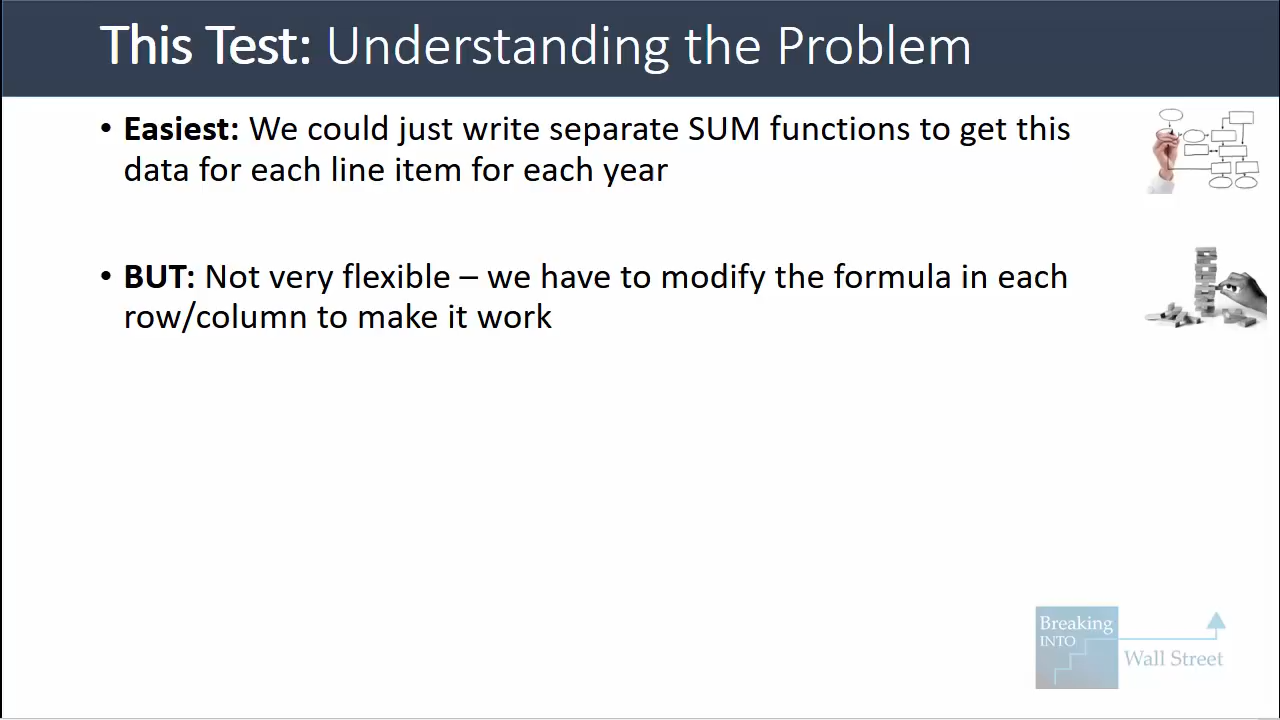 This Test: Understanding the Problem
• Easiest: We could just write separate SUM functions to get this
data for each line item for each year
• BUT: Not very flexible – we have to modify the formula in each
row/column to make it work
Breaking
INTO
Wall Street